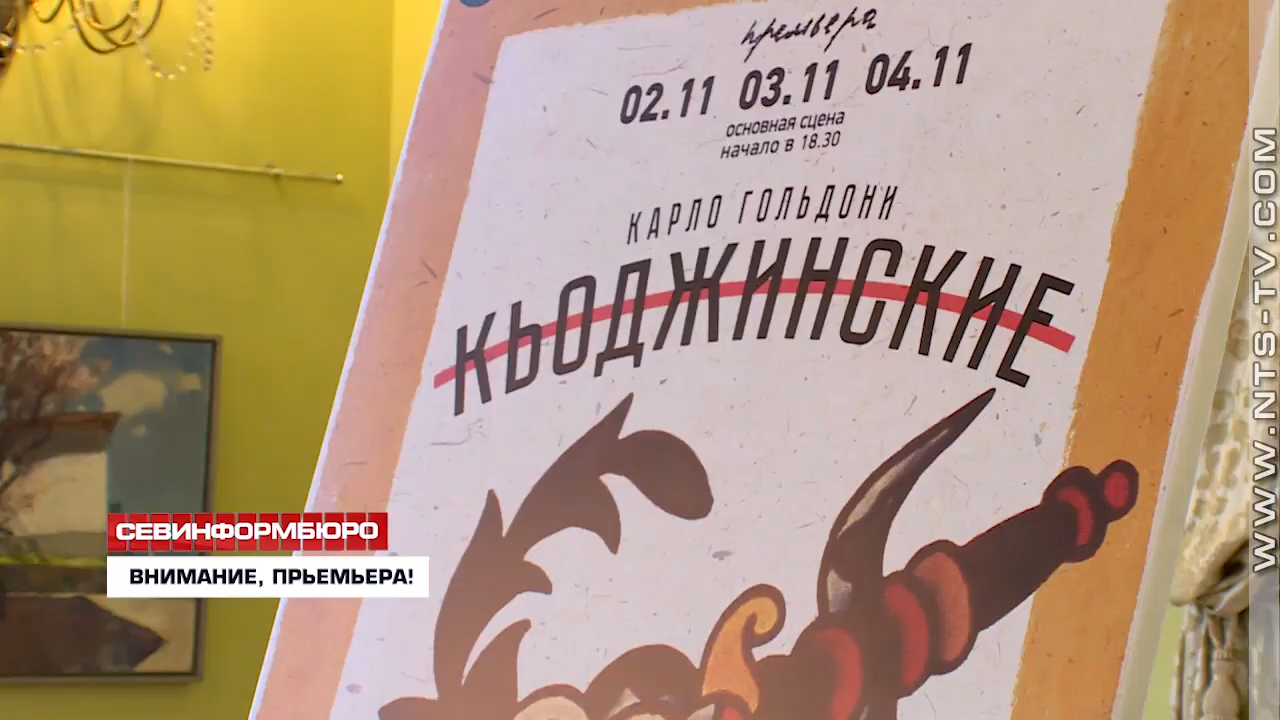 премьера
02.11 03.11 04.11
основная сцена
начало в 18.30
КАРЛО ГОЛЬДОНИ
КЬОДЖИНСКИЕ
СЕВИНФОРМБЮРО
ВНИМАНИЕ, ПРЬЕМЬЕРА!
WWW.NTS-TV.COM